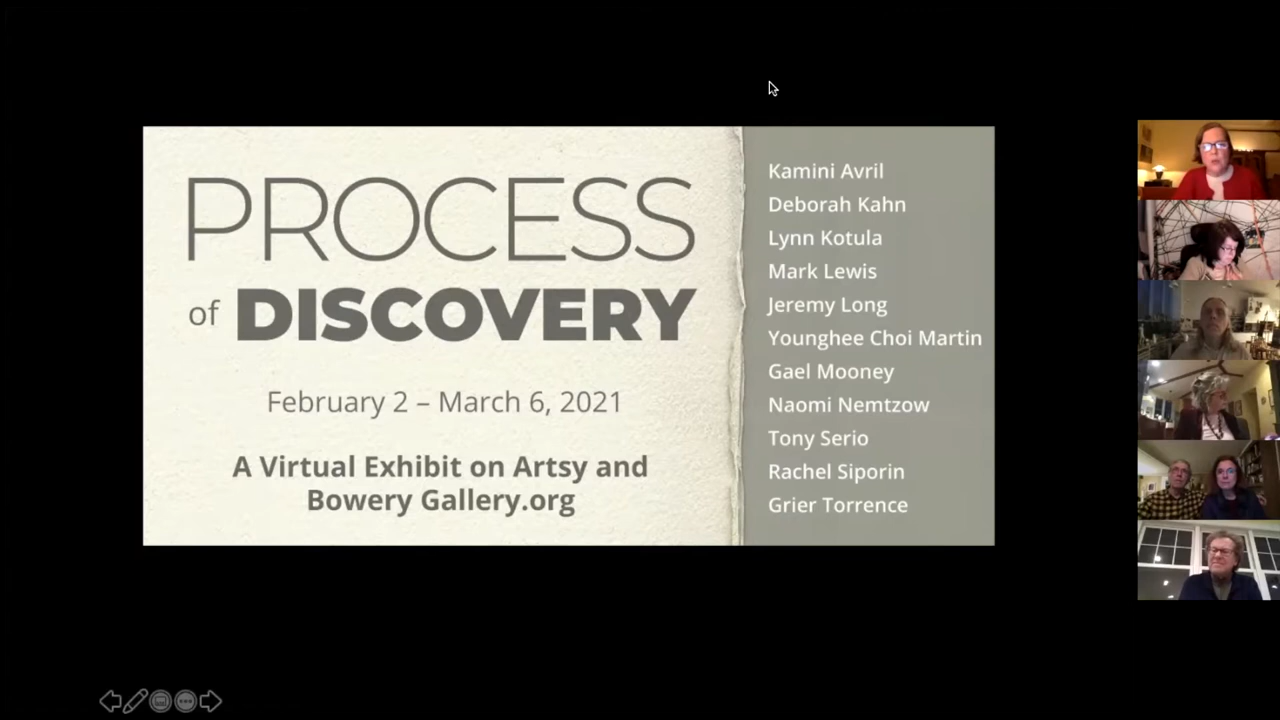 PROCESS
of DISCOVERY
February 2 – March 6, 2021
A Virtual Exhibit on Artsy and
Bowery Gallery.org
Kamini Avril
Deborah Kahn
Lynn Kotula
Mark Lewis
Jeremy Long
Younghee Choi Martin
Gael Mooney
Naomi Nemtzow
Tony Serio
Rachel Siporin
Grier Torrence